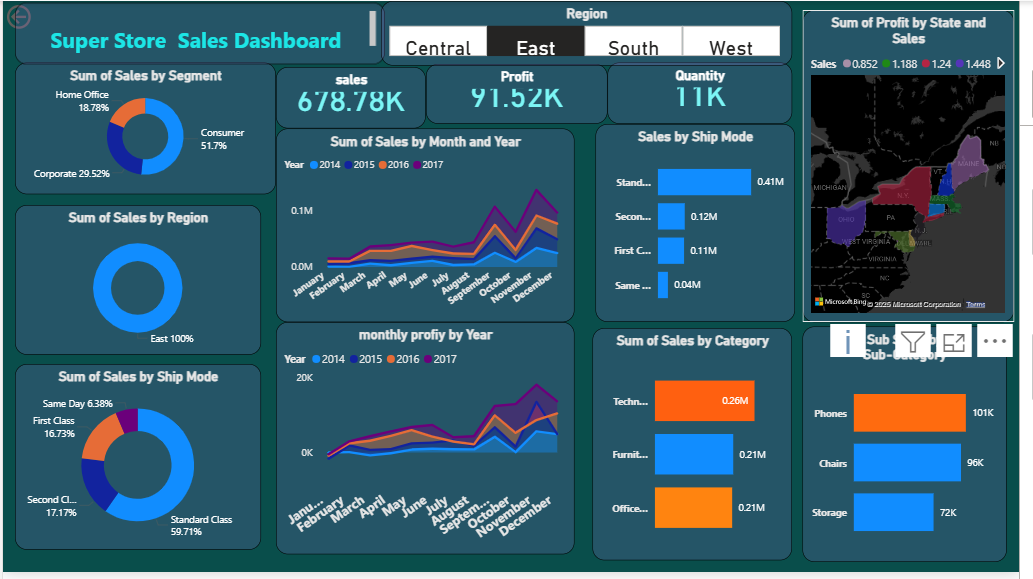 Super Store Sales Dashboard
Region
Central
East
South
West
Sum of Profit by State and
Sales
Sales 0.852 1.188 1.24 1.448
Sum of Sales by Segment
Home Office
18.78%
Consumer
51.7%
Corporate 29.52%
sales
678.78K
Profit
91.52K
Quantity
11K
Sum of Sales by Month and Year
Year 2014 2015 2016 2017
0.1M
0.0M
January
February
March
April
May
June
July
August
September
October
November
December
Sales by Ship Mode
Stand... 0.41M
Secon... 0.12M
First C... 0.11M
Same ... 0.04M
MICHIGAN
OHIO
WEST VIRGINIA
VIRGINIA
PA
N.Y.
VT
MAINE
NB
NC
SC
Microsoft Bing
© 2025 Microsoft Corporation Terms
Sum of Sales by Region
East 100%
monthly profiy by Year
Year 2014 2015 2016 2017
20K
0K
Janu...
February
March
April
May
June
July
August
Septem...
October
November
December
Sum of Sales by Category
Techn... 0.26M
Furnit... 0.21M
Office... 0.21M
Sub-Category
Phones 101K
Chairs 96K
Storage 72K
Sum of Sales by Ship Mode
Same Day 6.38%
First Class
16.73%
Second Cl...
17.17%
Standard Class
59.71%